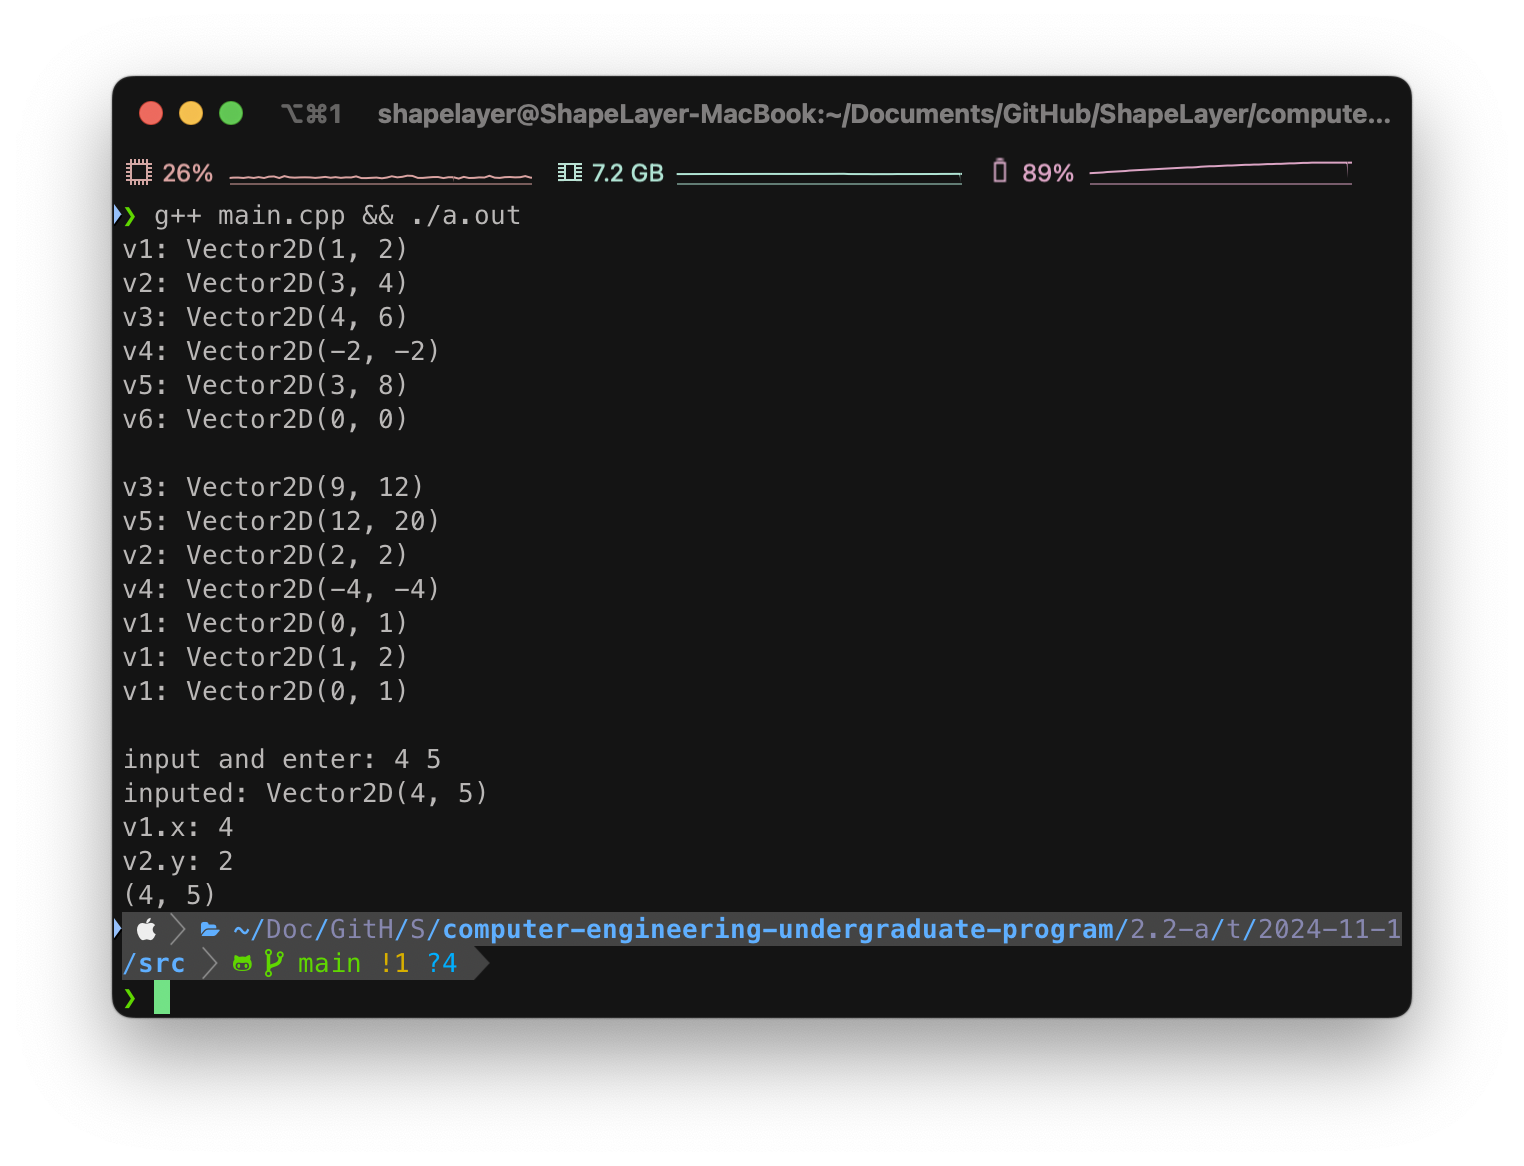 ⌥⌘1 shapelayer@ShapeLayer-MacBook:~/Documents/GitHub/ShapeLayer/compute...
26% 7.2 GB 89%
❯ g++ main.cpp && ./a.out
v1: Vector2D(1, 2)
v2: Vector2D(3, 4)
v3: Vector2D(4, 6)
v4: Vector2D(-2, -2)
v5: Vector2D(3, 8)
v6: Vector2D(0, 0)
v3: Vector2D(9, 12)
v5: Vector2D(12, 20)
v2: Vector2D(2, 2)
v4: Vector2D(-4, -4)
v1: Vector2D(0, 1)
v1: Vector2D(1, 2)
v1: Vector2D(0, 1)
input and enter: 4 5
inputed: Vector2D(4, 5)
v1.x: 4
v2.y: 2
(4, 5)
~/Doc/GitH/S/computer-engineering-undergraduate-program/2.2-a/t/2024-11-1
/src main !1 ?4
❯